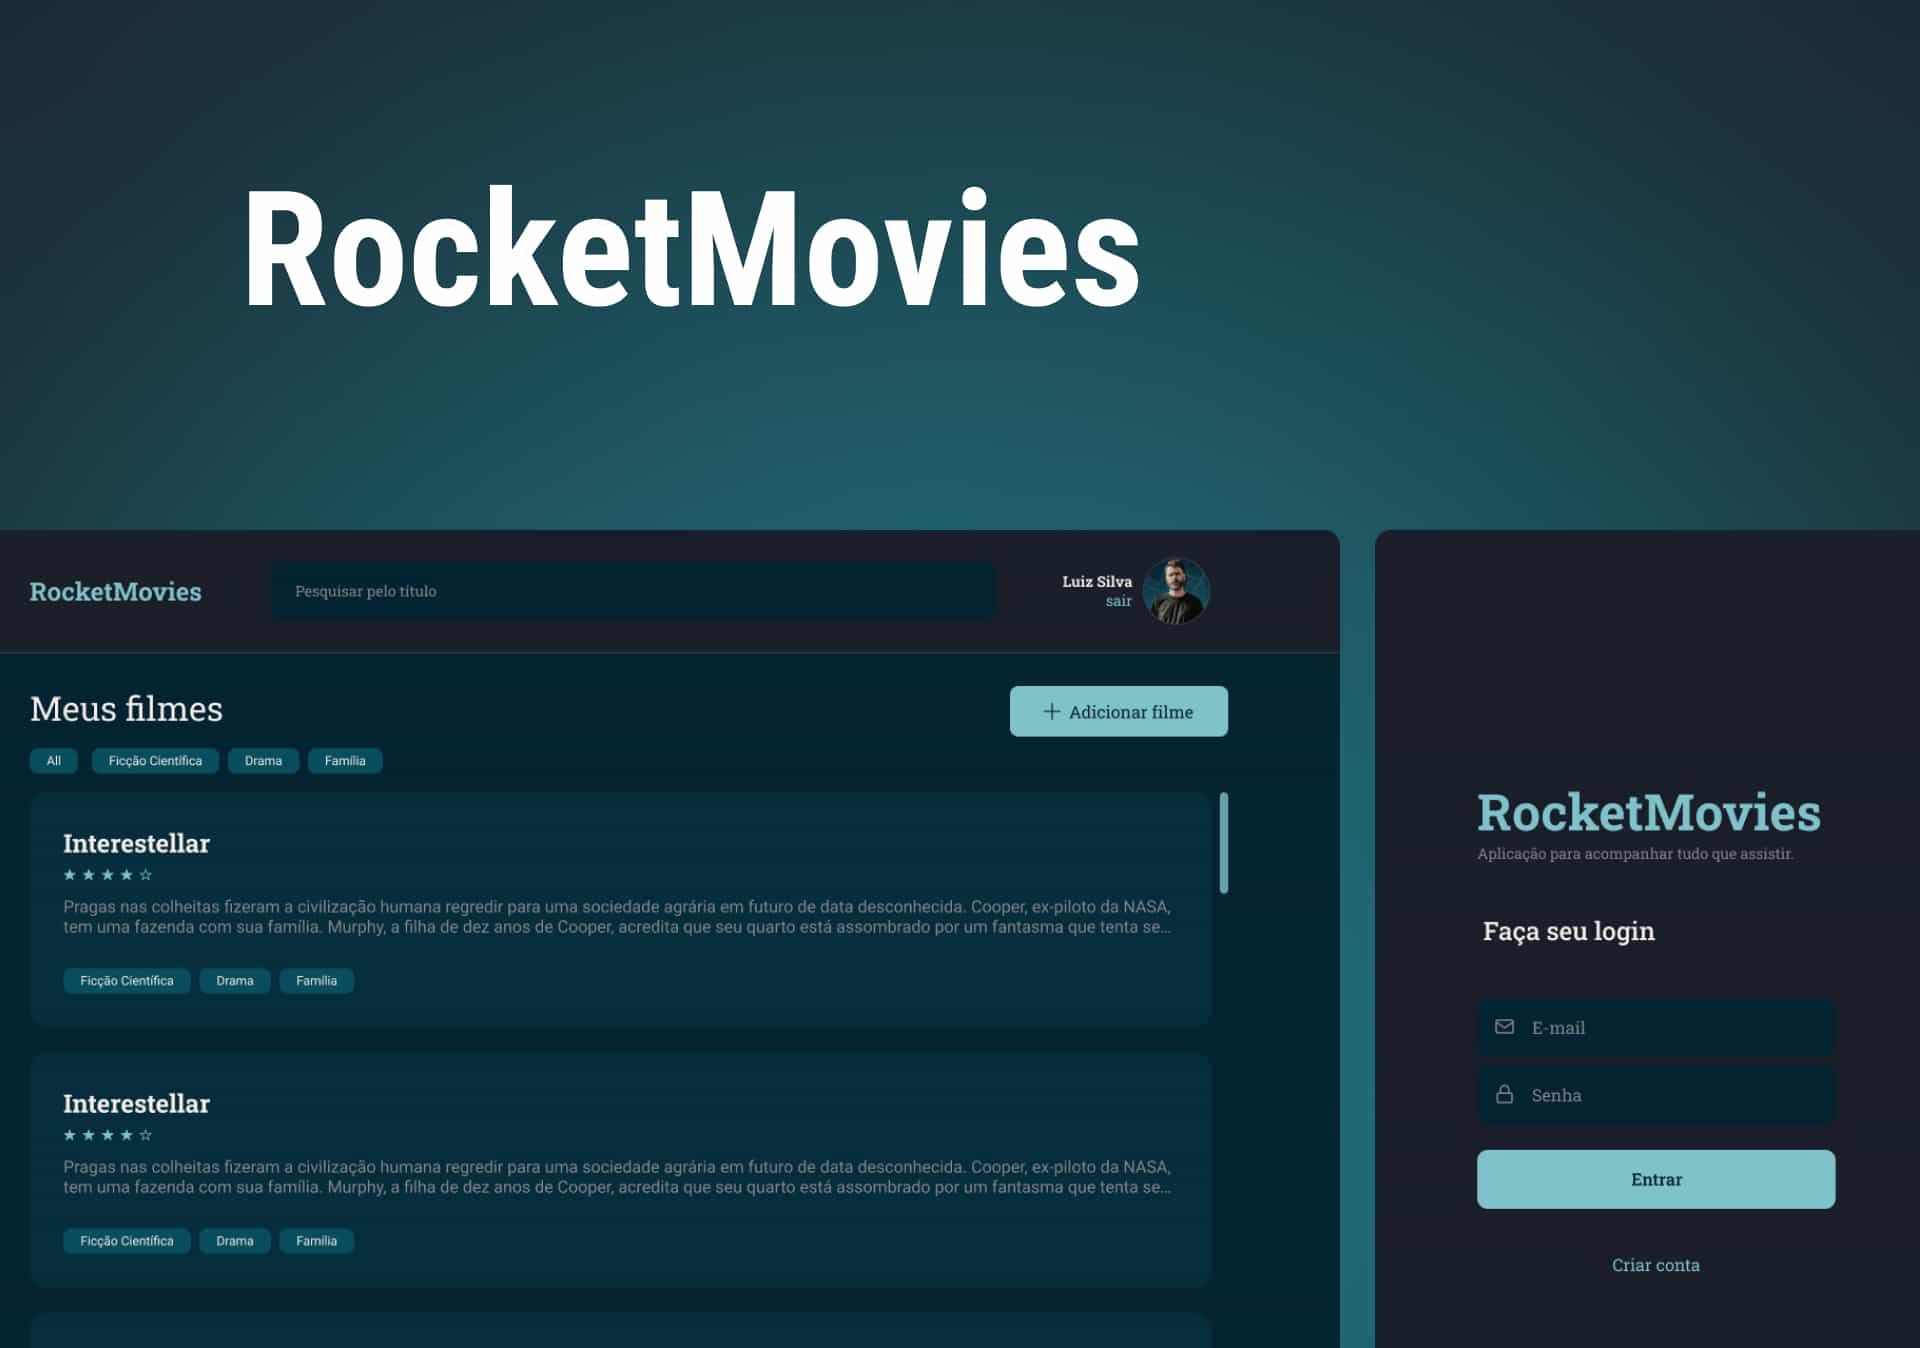 RocketMovies
RocketMovies
Pesquisar pelo título
Luiz Silva
sair
Meus filmes
Adicionar filme
All
Ficção Científica
Drama
Família
Interestellar
Pragas nas colheitas fizeram a civilização humana regredir para uma sociedade agrária em futuro de data desconhecida. Cooper, ex-piloto da NASA,
tem uma fazenda com sua família. Murphy, a filha de dez anos de Cooper, acredita que seu quarto está assombrado por um fantasma que tenta se...
Ficção Científica
Drama
Família
Interestellar
Pragas nas colheitas fizeram a civilização humana regredir para uma sociedade agrária em futuro de data desconhecida. Cooper, ex-piloto da NASA,
tem uma fazenda com sua família. Murphy, a filha de dez anos de Cooper, acredita que seu quarto está assombrado por um fantasma que tenta se...
Ficção Científica
Drama
Família
RocketMovies
Aplicação para acompanhar tudo que assistir.
Faça seu login
E-mail
Senha
Entrar
Criar conta